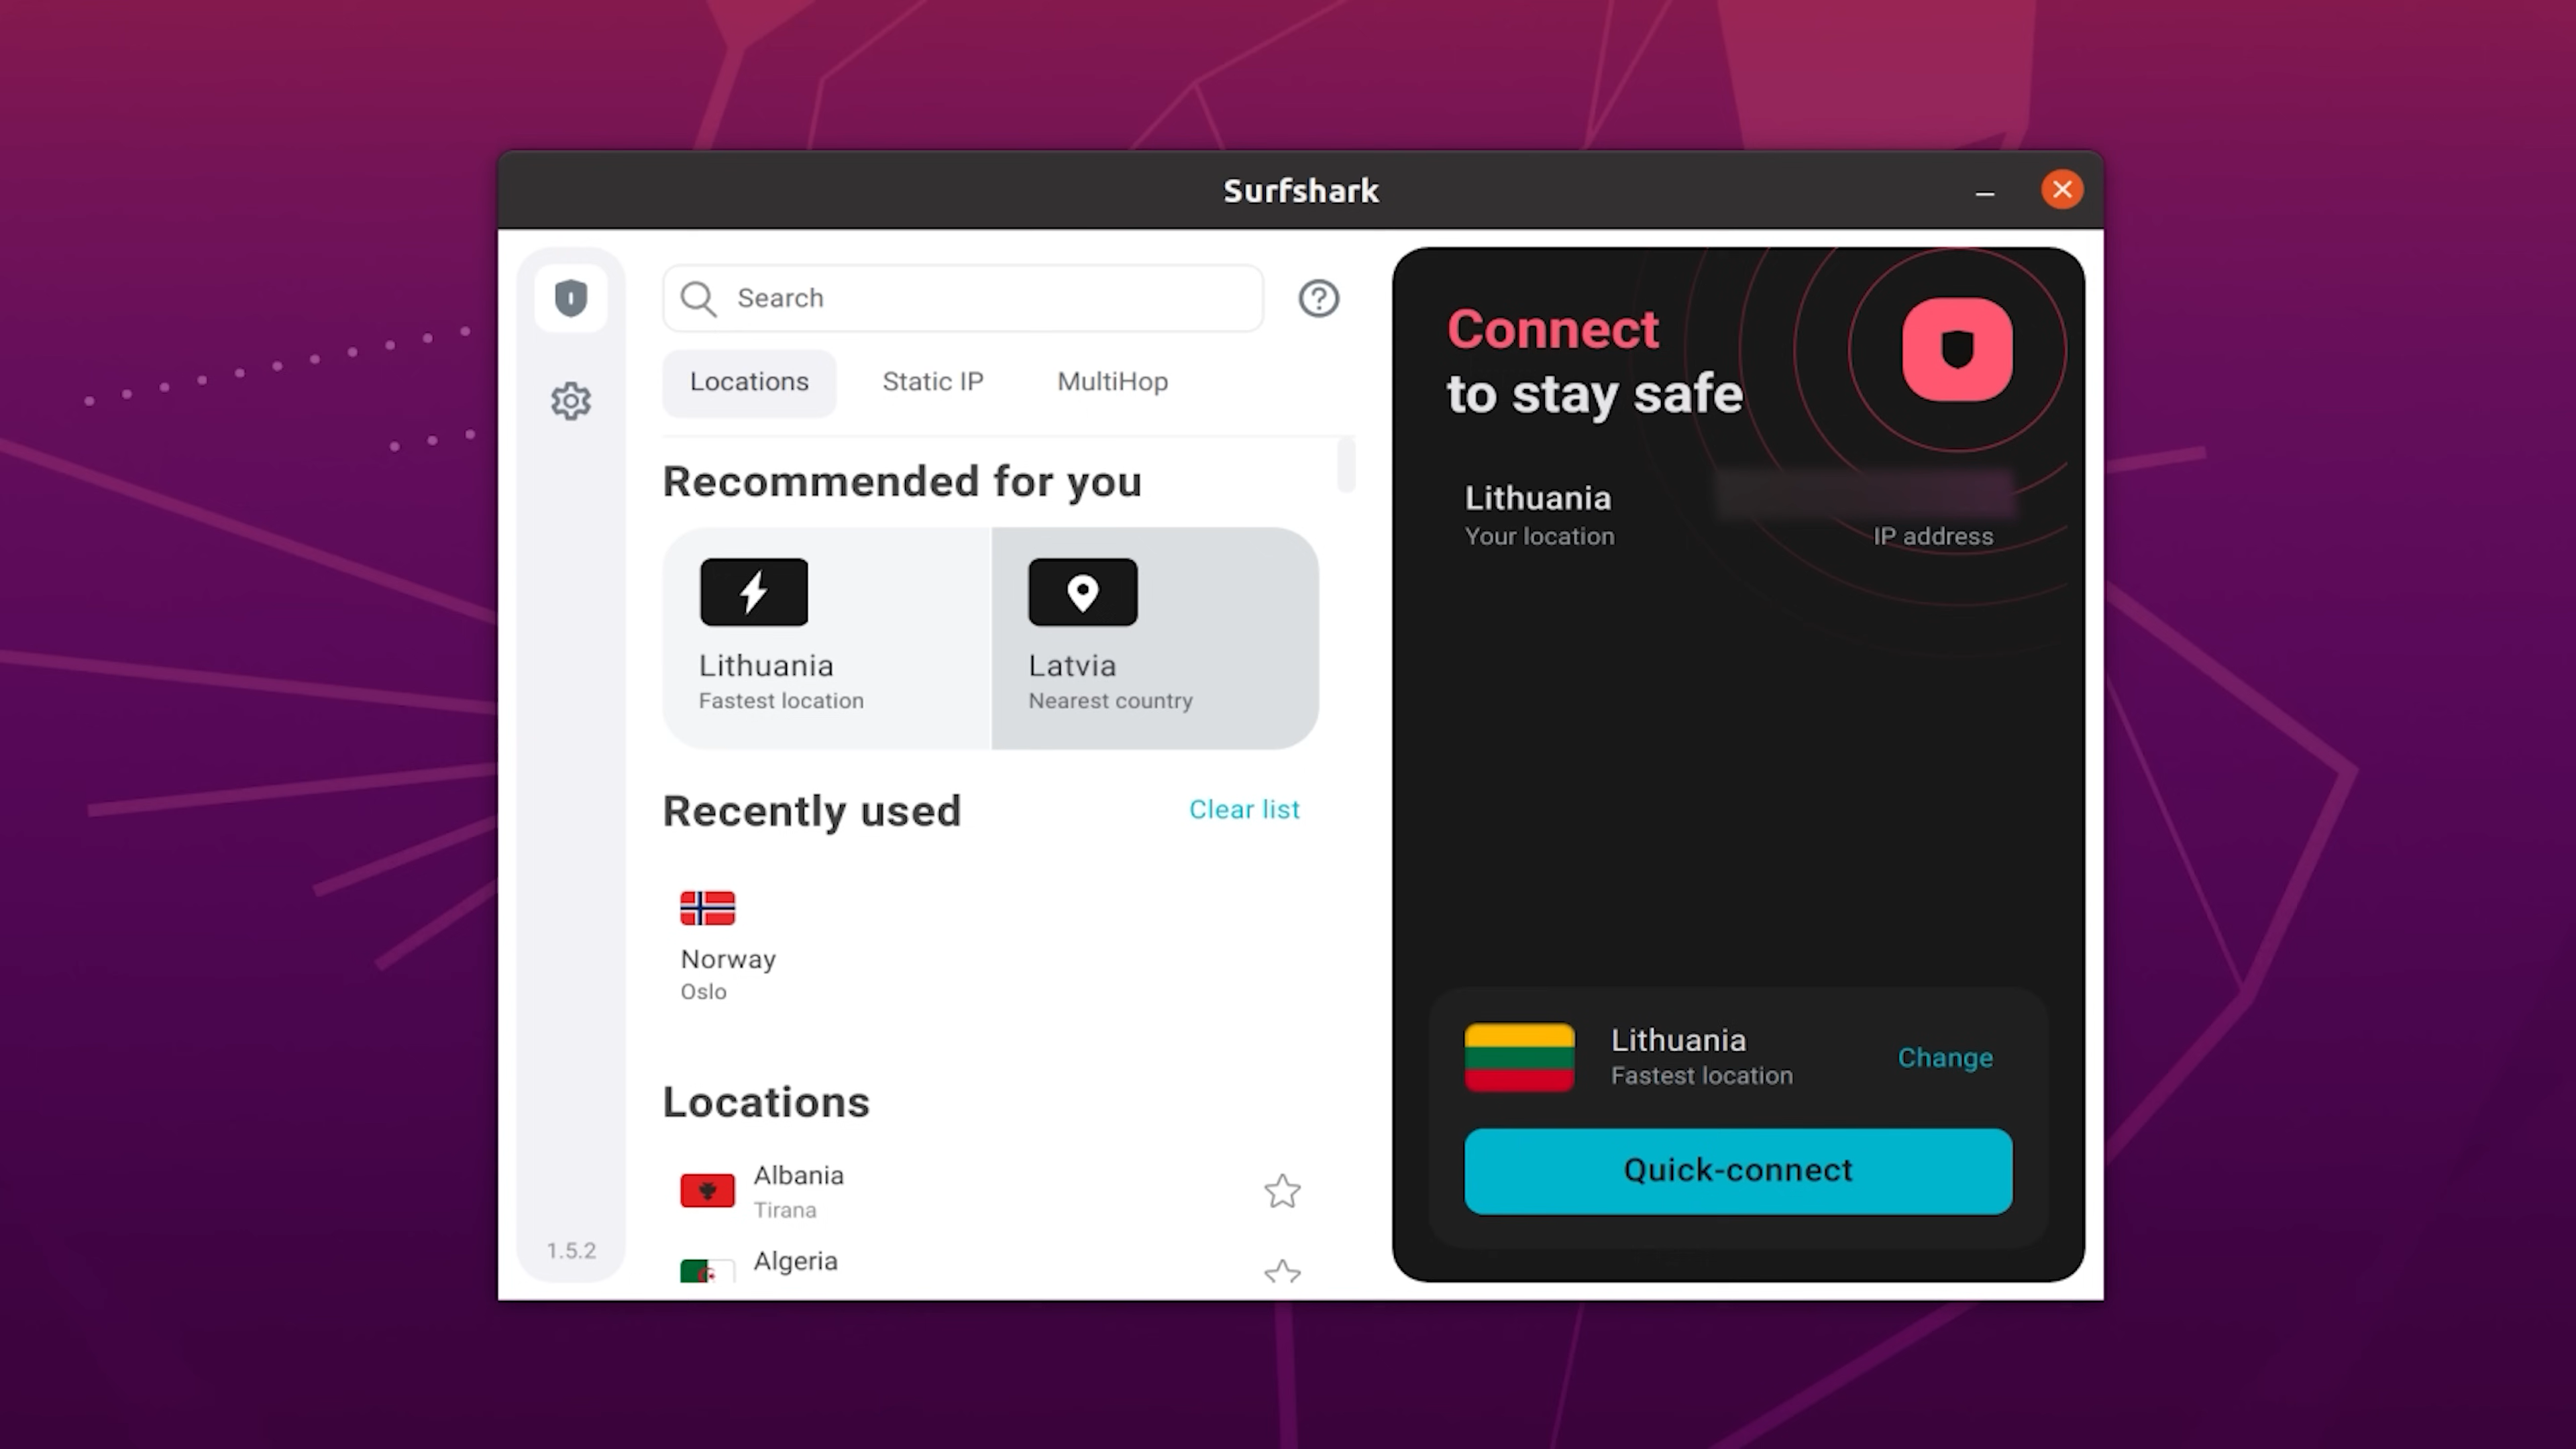 Surfshark
Search
Locations
Static IP
MultiHop
Recommended for you
Lithuania
Fastest location
Latvia
Nearest country
Recently used
Clear list
Norway
Oslo
Locations
Albania
Tirana
Algeria
1.5.2
Connect
to stay safe
Lithuania
Your location
IP address
Lithuania
Fastest location
Change
Quick-connect